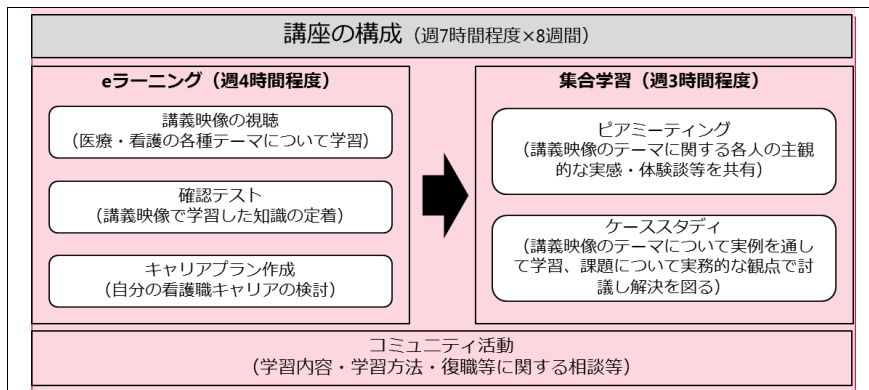 講座の構成（週7時間程度×8週間）
eラーニング（週4時間程度）
講義映像の視聴
（医療・看護の各種テーマについて学習）
確認テスト
（講義映像で学習した知識の定着）
キャリアプラン作成
（自分の看護職キャリアの検討）
集合学習（週3時間程度）
ピアミーティング
（講義映像のテーマに関する各人の主観
的な実感・体験談等を共有）
ケーススタディ
（講義映像のテーマについて実例を通し
て学習、課題について実務的な観点で討
議し解決を図る）
コミュニティ活動
（学習内容・学習方法・復職等に関する相談等）